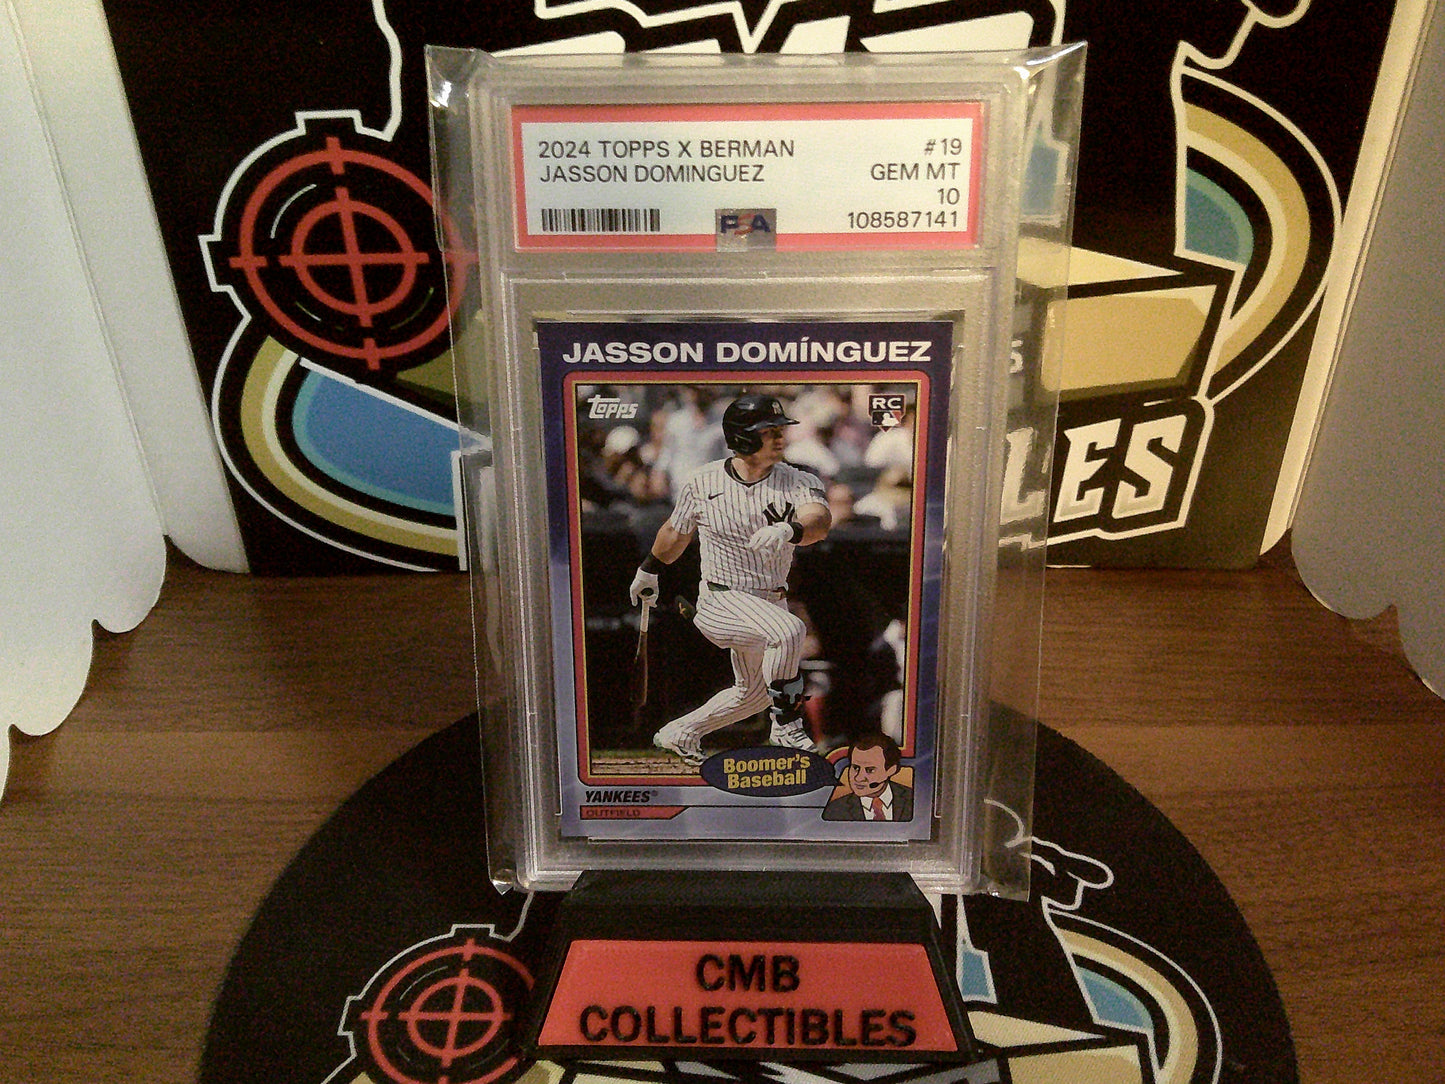 2024 TOPPS X BERMAN #19
JASSON DOMINGUEZ GEM MT
10
PSA 108587141
JASSON DOMÍNGUEZ
Topps
RC
NY
Boomer's
Baseball
YANKEES®
OUTFIELD
LES
CMB
COLLECTIBLES